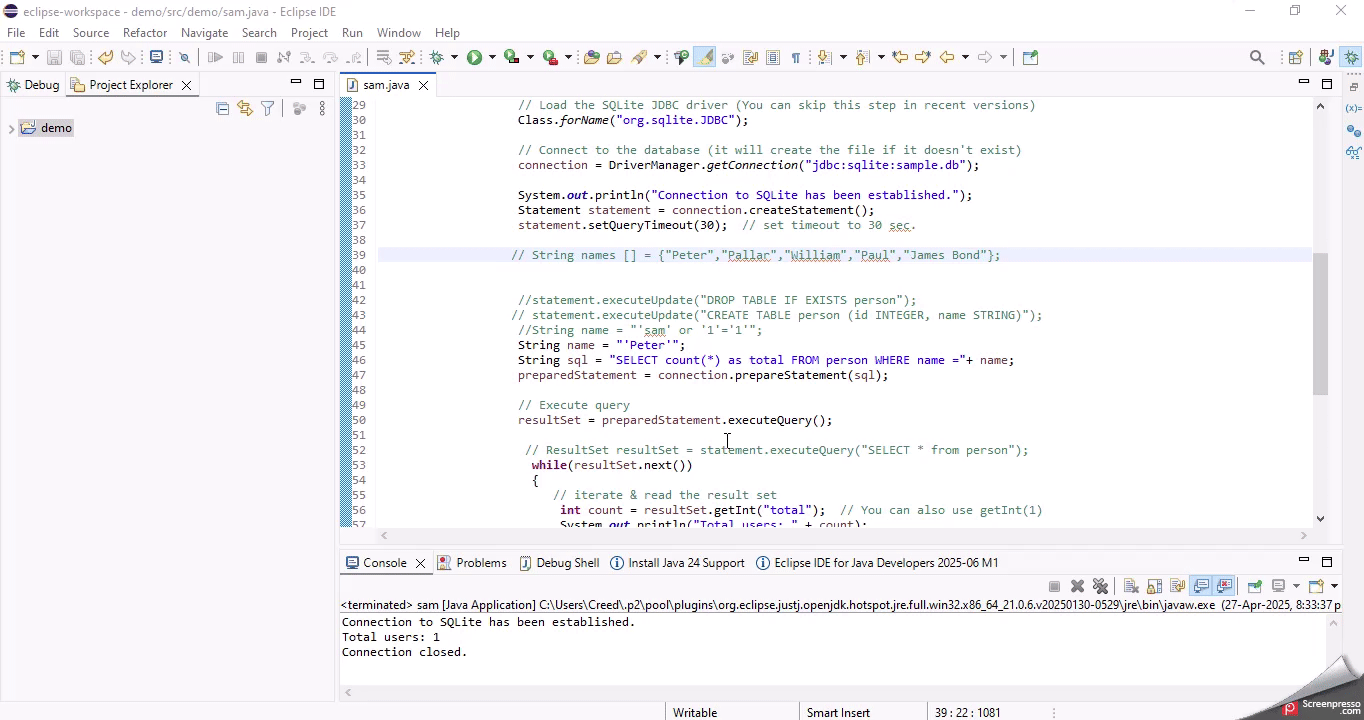 eclipse-workspace - demo/src/demo/sam.java - Eclipse IDE
File Edit Source Refactor Navigate Search Project Run Window Help
Debug Project Explorer
sam.java
demo
29 // Load the SQLite JDBC driver (You can skip this step in recent versions)
30 Class.forName("org.sqlite.JDBC");
31
32 // Connect to the database (it will create the file if it doesn't exist)
33 connection = DriverManager.getConnection("jdbc:sqlite:sample.db");
34
35 System.out.println("Connection to SQLite has been established.");
36 Statement statement = connection.createStatement();
37 statement.setQueryTimeout(30); // set timeout to 30 sec.
38
39 // String names [] = {"Peter","Pallar","William","Paul","James Bond"};
40
41
42 //statement.executeUpdate("DROP TABLE IF EXISTS person");
43 // statement.executeUpdate("CREATE TABLE person (id INTEGER, name STRING)");
44 //String name = "'sam' or '1'='1'";
45 String name = "'Peter'";
46 String sql = "SELECT count(*) as total FROM person WHERE name ="+ name;
47 preparedStatement = connection.prepareStatement(sql);
48
49 // Execute query
50 resultSet = preparedStatement.executeQuery();
51
52 // ResultSet resultSet = statement.executeQuery("SELECT * from person");
53 while(resultSet.next())
54 {
55 // iterate & read the result set
56 int count = resultSet.getInt("total"); // You can also use getInt(1)
57 System.out.println("Total users: " + count);
Console Problems Debug Shell Install Java 24 Support Eclipse IDE for Java Developers 2025-06 M1
<terminated> sam [Java Application] C:\Users\Creed\.p2\pool\plugins\org.eclipse.justj.openjdk.hotspot.jre.full.win32.x86_64_21.0.6.v20250130-0529\jre\bin\javaw.exe (27-Apr-2025, 8:33:37 p
Connection to SQLite has been established.
Total users: 1
Connection closed.
Writable Smart Insert 39 : 22 : 1081
Screenpresso
.com